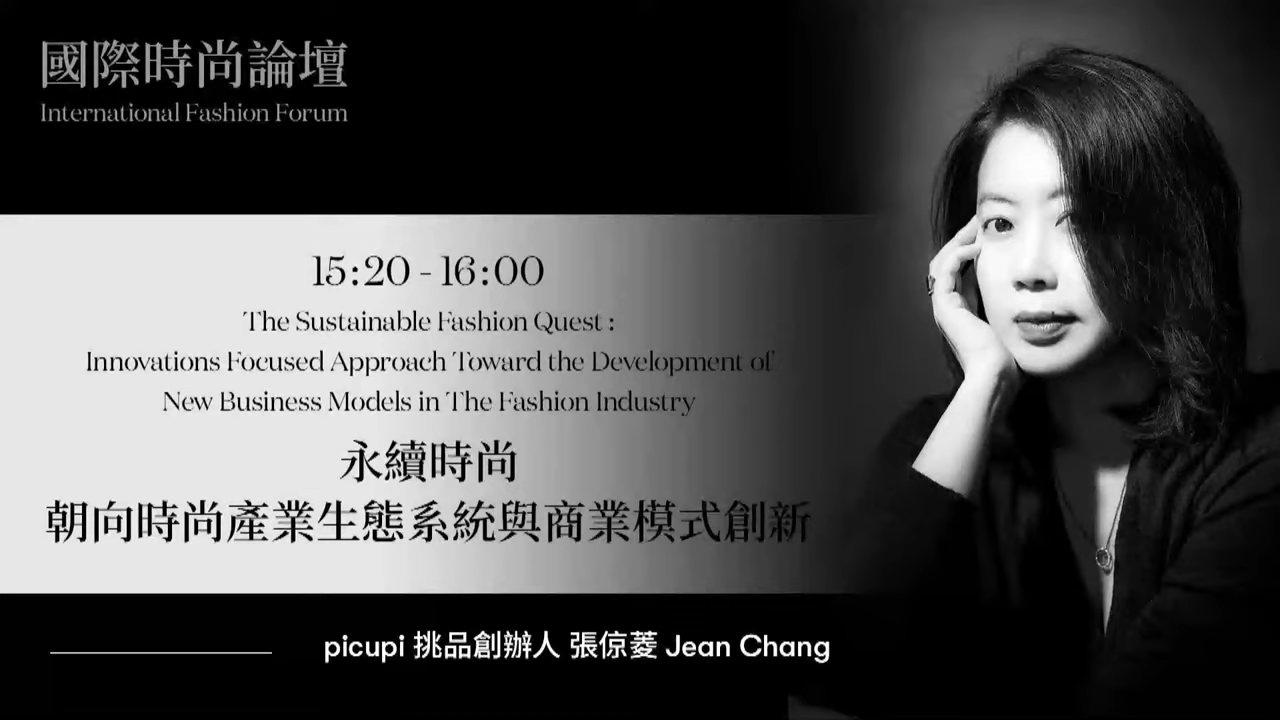 國際時尚論壇
International Fashion Forum
15:20 - 16:00
The Sustainable Fashion Quest :
Innovations Focused Approach Toward the Development of
New Business Models in The Fashion Industry
永續時尚
朝向時尚產業生態系統與商業模式創新
picupi 挑品創辦人 張倞菱 Jean Chang